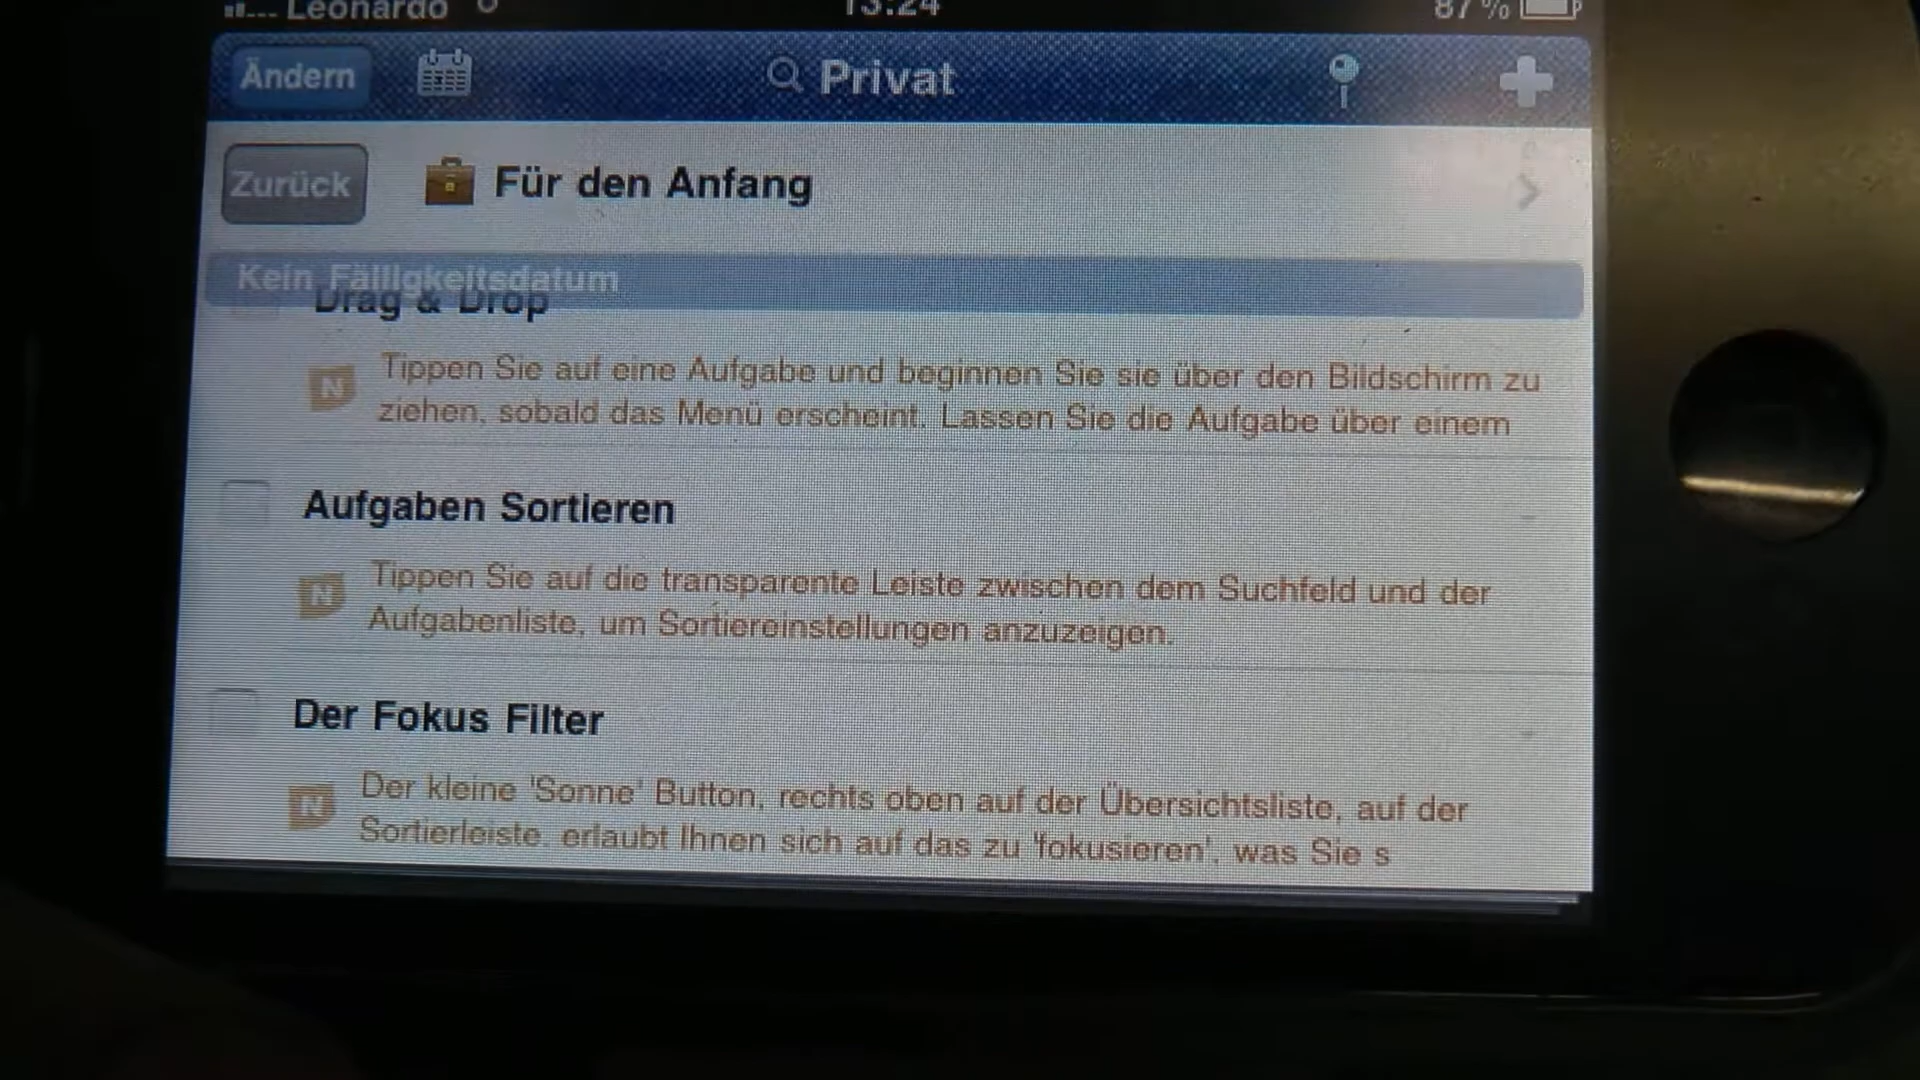 Leonardo 13:24 87 %
Ändern Privat
Zurück Für den Anfang
Kein Fälligkeitsdatum
Drag & Drop
Tippen Sie auf eine Aufgabe und beginnen Sie sie über den Bildschirm zu
ziehen, sobald das Menü erscheint. Lassen Sie die Aufgabe über einem
Aufgaben Sortieren
N
Tippen Sie auf die transparente Leiste zwischen dem Suchfeld und der
Aufgabenliste, um Sortiereinstellungen anzuzeigen.
Der Fokus Filter
N
Der kleine 'Sonne' Button, rechts oben auf der Übersichtsliste, auf der
Sortierleiste, erlaubt Ihnen sich auf das zu 'fokusieren', was Sie s